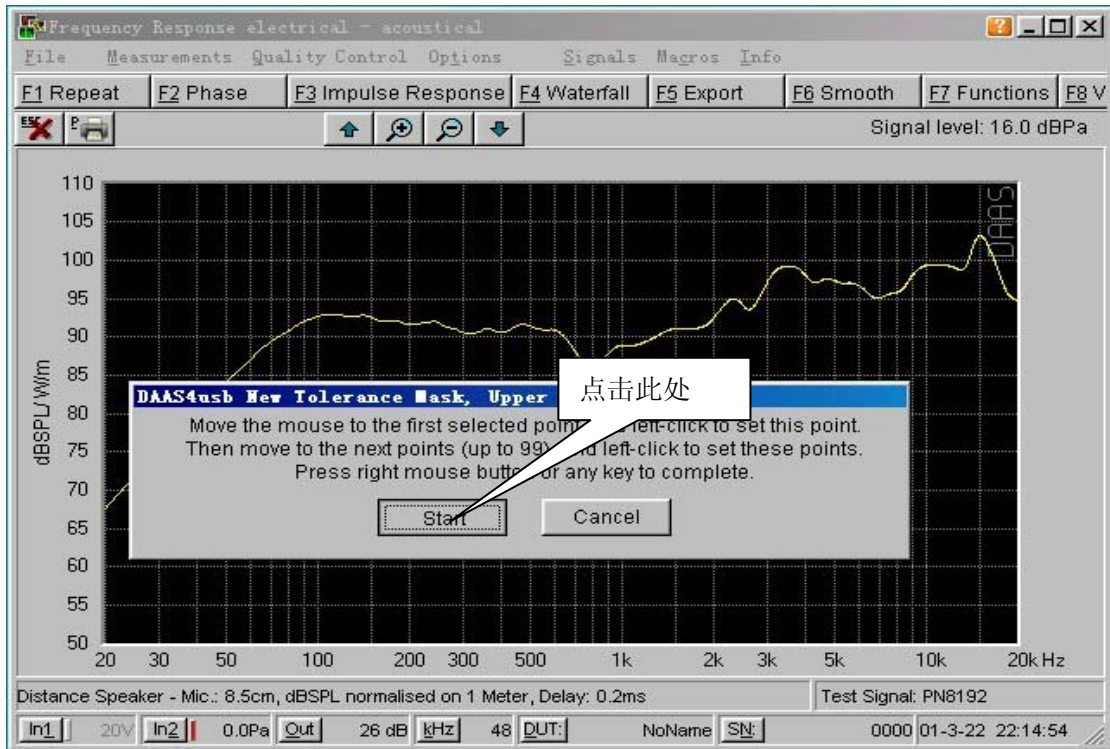 Frequency Response electrical - acoustical
File Measurements Quality Control Options Signals Macros Info
F1 Repeat F2 Phase F3 Impulse Response F4 Waterfall F5 Export F6 Smooth F7 Functions F8 V
ESC P Signal level: 16.0 dBPa
110
105
100
95
90
85
80
75
70
65
60
55
50
dBSPL/W/m
DAAS
点击此处
DAAS4usb New Tolerance Mask, Upper
Move the mouse to the first selected point left-click to set this point.
Then move to the next points (up to 99) and left-click to set these points.
Press right mouse button or any key to complete.
Start Cancel
20 30 50 100 200 300 500 1k 2k 3k 5k 10k 20kHz
Distance Speaker - Mic.: 8.5cm, dBSPL normalised on 1 Meter, Delay: 0.2ms Test Signal: PN8192
In1 20V In2 0.0Pa Out 26 dB kHz 48 DUT: NoName SN: 0000 01-3-22 22:14:54